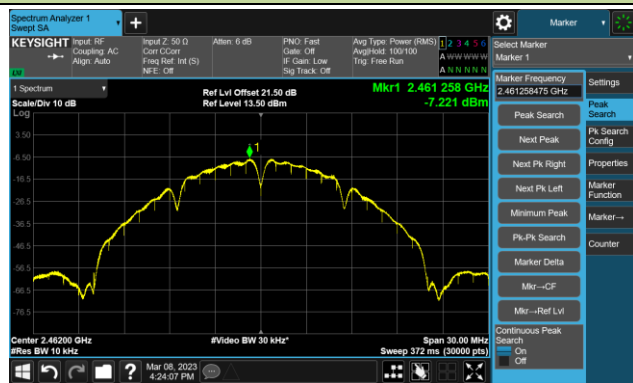 Spectrum Analyzer 1
Swept SA
Marker
KEYSIGHT
Input: RF
Coupling: AC
Align: Auto
Input Z: 50 Ω
Corr CCorr
Freq Ref: Int (S)
NFE: Off
Atten: 6 dB
PNO: Fast
Gate: Off
IF Gain: Low
Sig Track: Off
Avg Type: Power (RMS)
Avg|Hold: 100/100
Trig: Free Run
1 2 3 4 5 6
A W W W W W
A N N N N N
Select Marker
Marker 1
1 Spectrum
Scale/Div 10 dB
Ref Lvl Offset 21.50 dB
Ref Level 13.50 dBm
Mkr1 2.461 258 GHz
-7.221 dBm
Marker Frequency
2.461258475 GHz
Settings
Peak Search
Peak
Search
Next Peak
Pk Search
Config
Next Pk Right
Properties
Next Pk Left
Marker
Function
Minimum Peak
Marker→
Pk-Pk Search
Counter
Marker Delta
Mkr→CF
Mkr→Ref Lvl
Continuous Peak
Search
On
Off
Log
3.50
-6.50
-16.5
-26.5
-36.5
-46.5
-56.5
-66.5
-76.5
1
Center 2.46200 GHz
#Res BW 10 kHz
#Video BW 30 kHz*
Span 30.00 MHz
Sweep 372 ms (30000 pts)
Mar 08, 2023
4:24:07 PM